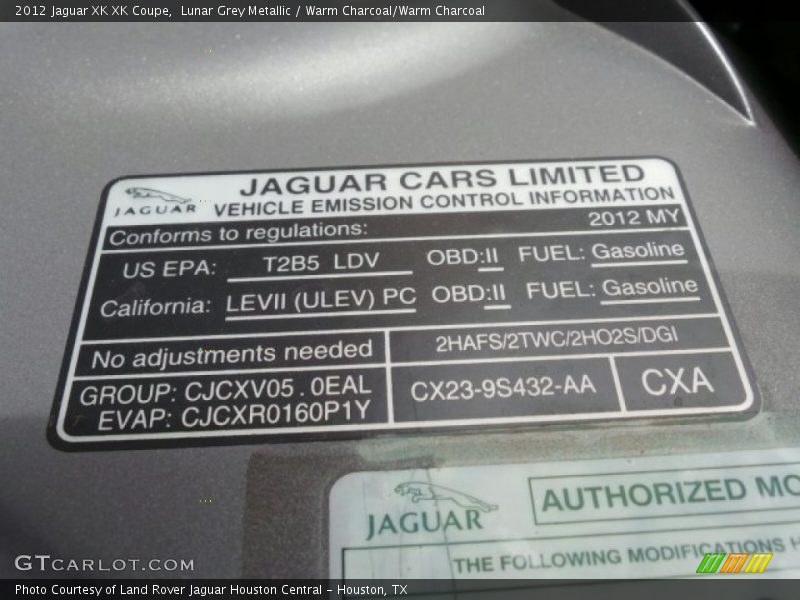 2012 Jaguar XK XK Coupe, Lunar Grey Metallic / Warm Charcoal/Warm Charcoal
JAGUAR
JAGUAR CARS LIMITED
VEHICLE EMISSION CONTROL INFORMATION
Conforms to regulations: 2012 MY
US EPA: T2B5 LDV OBD:II FUEL: Gasoline
California: LEVII (ULEV) PC OBD:II FUEL: Gasoline
No adjustments needed 2HAFS/2TWC/2HO2S/DGI
GROUP: CJCXV05.0EAL CX23-9S432-AA CXA
EVAP: CJCXR0160P1Y
JAGUAR
AUTHORIZED MO
THE FOLLOWING MODIFICATIONS H
GTCARLOT.COM
Photo Courtesy of Land Rover Jaguar Houston Central – Houston, TX